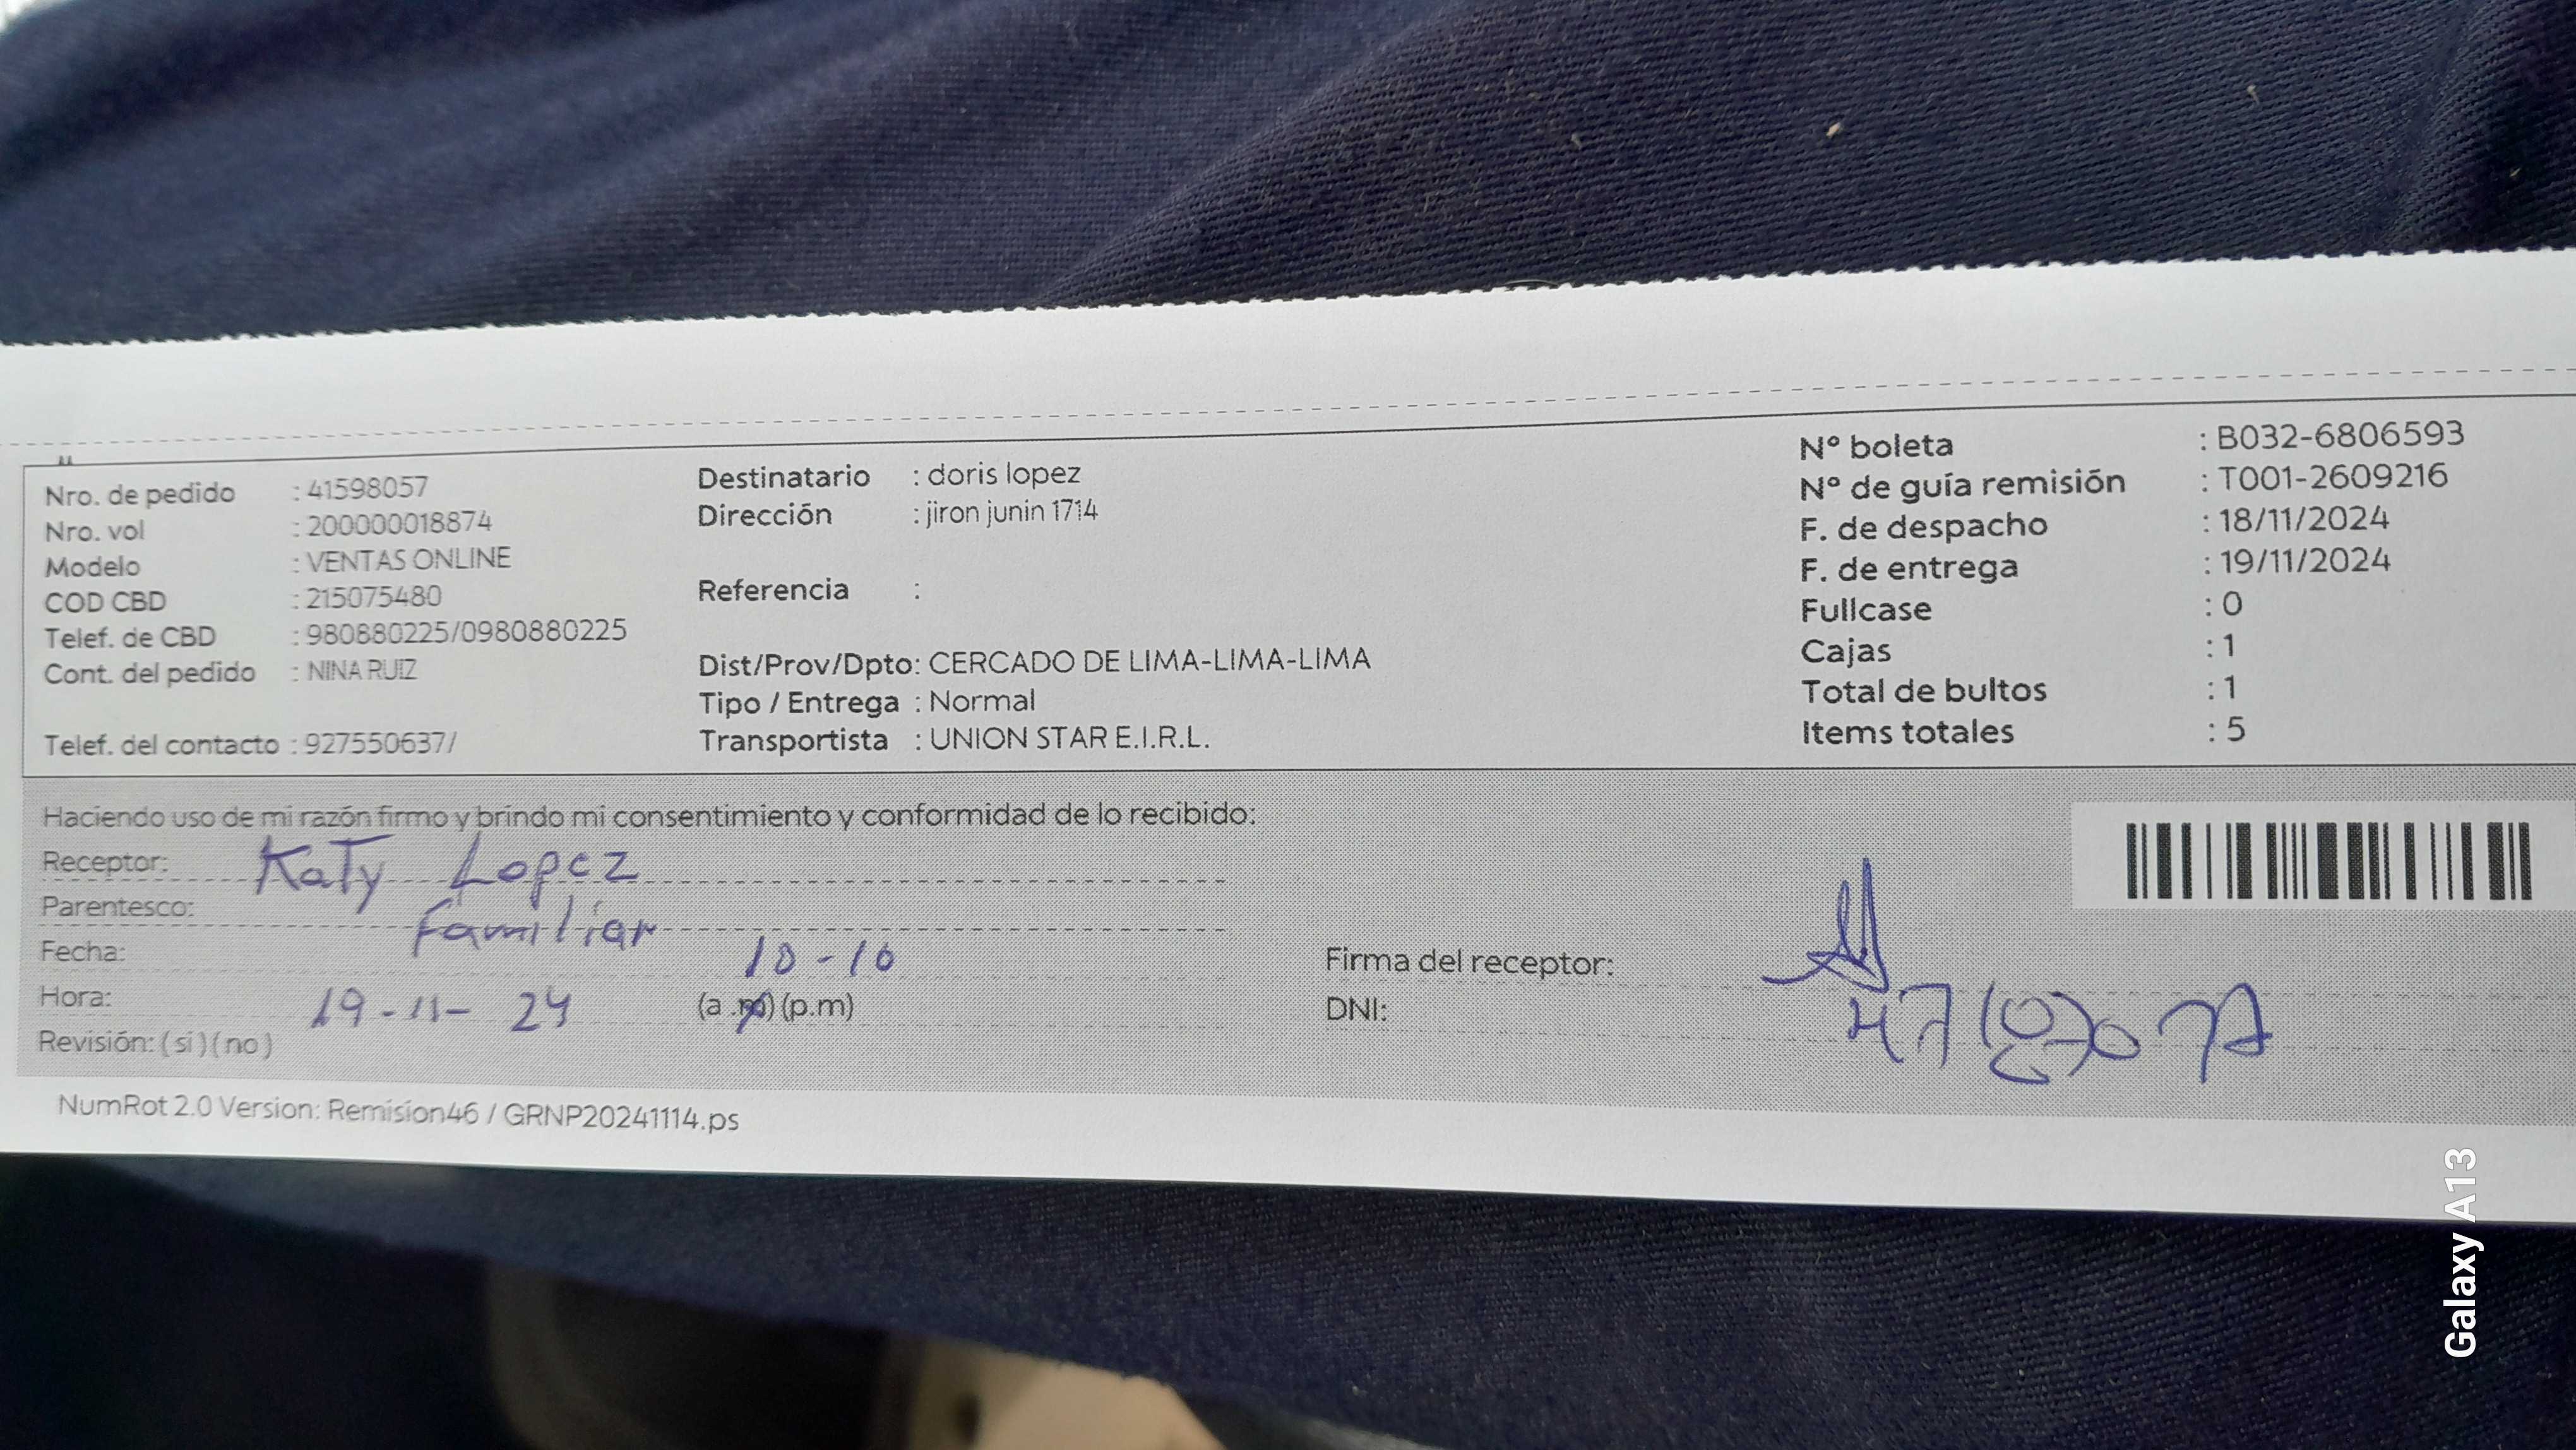 Nro. de pedido : 41598057
Nro. vol : 200000018874
Modelo : VENTAS ONLINE
COD CBD : 215075480
Telef. de CBD : 980880225/0980880225
Cont. del pedido : NINA RUIZ
Telef. del contacto : 927550637/
Destinatario : doris lopez
Dirección : jiron junin 1714
Referencia :
Dist/Prov/Dpto: CERCADO DE LIMA-LIMA-LIMA
Tipo / Entrega : Normal
Transportista : UNION STAR E.I.R.L.
N° boleta : B032-6806593
N° de guía remisión : T001-2609216
F. de despacho : 18/11/2024
F. de entrega : 19/11/2024
Fullcase : 0
Cajas : 1
Total de bultos : 1
Items totales : 5
Haciendo uso de mi razón firmo y brindo mi consentimiento y conformidad de lo recibido:
Receptor: Katy Lopez
Parentesco: Familiar
Fecha: 10-10
Hora: 19-11-24 (a.m) (p.m)
Revisión: (si) (no)
Firma del receptor:
DNI:
NumRot 2.0 Version: Remision46 / GRNP20241114.ps
Galaxy A13